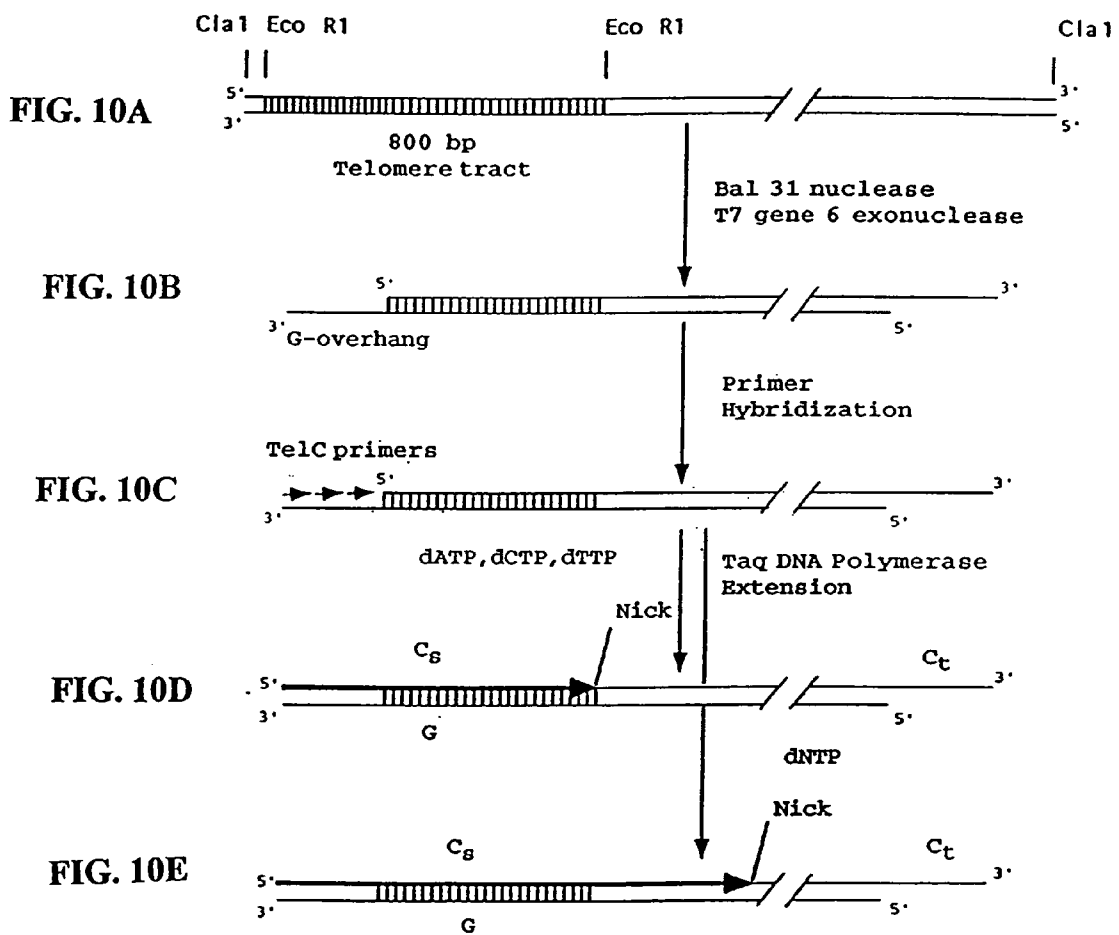 Cla1 Eco R1 Eco R1 Cla1
FIG. 10A
5' 3'
3' 5'
800 bp
Telomere tract
Bal 31 nuclease
T7 gene 6 exonuclease
FIG. 10B
5' 3'
3' G-overhang 5'
Primer
Hybridization
TelC primers
FIG. 10C
5' 3'
3' 5'
dATP,dCTP,dTTP
Taq DNA Polymerase
Extension
Nick
FIG. 10D
Cs Ct
5' 3'
3' 5'
G
dNTP
Nick
FIG. 10E
Cs Ct
5' 3'
3' 5'
G